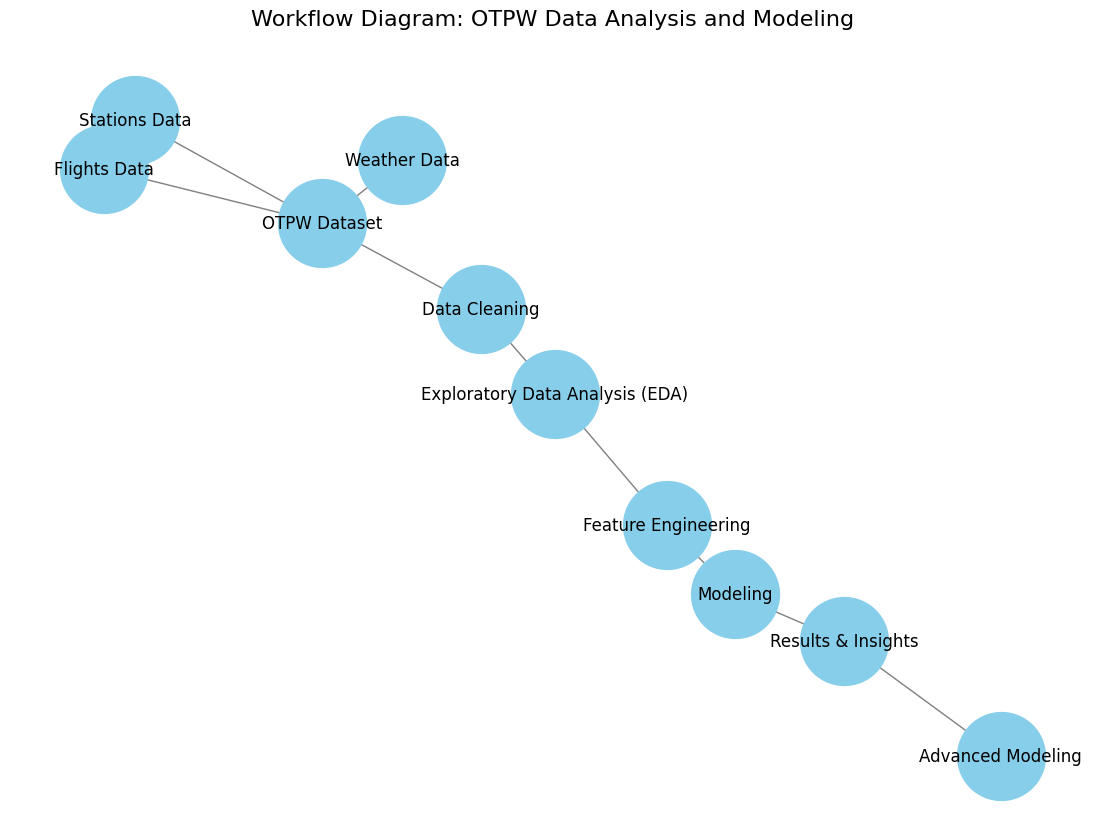 Workflow Diagram: OTPW Data Analysis and Modeling
Stations Data
Weather Data
Flights Data
OTPW Dataset
Data Cleaning
Exploratory Data Analysis (EDA)
Feature Engineering
Modeling
Results & Insights
Advanced Modeling